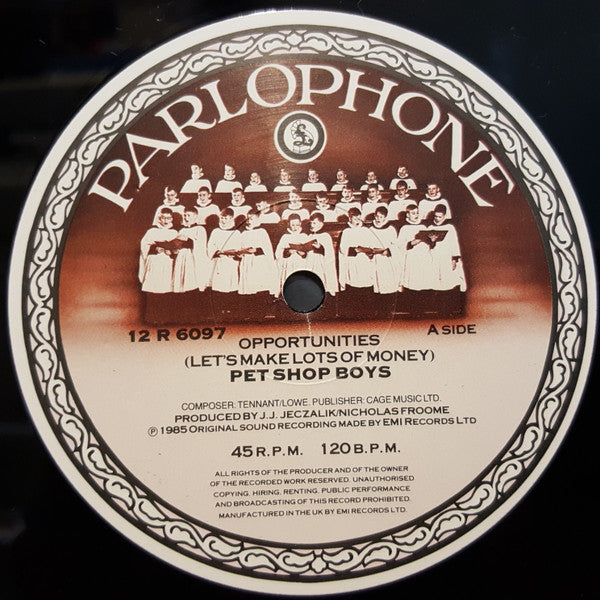 PARLOPHONE
£
12 R 6097
A SIDE
OPPORTUNITIES
(LET'S MAKE LOTS OF MONEY)
PET SHOP BOYS
COMPOSER: TENNANT/LOWE. PUBLISHER: CAGE MUSIC LTD.
PRODUCED BY J.J. JECZALIK/NICHOLAS FROOME
℗ 1985 ORIGINAL SOUND RECORDING MADE BY EMI RECORDS LTD
45 R.P.M. 120 B.P.M.
ALL RIGHTS OF THE PRODUCER AND OF THE OWNER
OF THE RECORDED WORK RESERVED. UNAUTHORISED
COPYING, HIRING, RENTING, PUBLIC PERFORMANCE
AND BROADCASTING OF THIS RECORD PROHIBITED.
MANUFACTURED IN THE UK BY EMI RECORDS LTD.